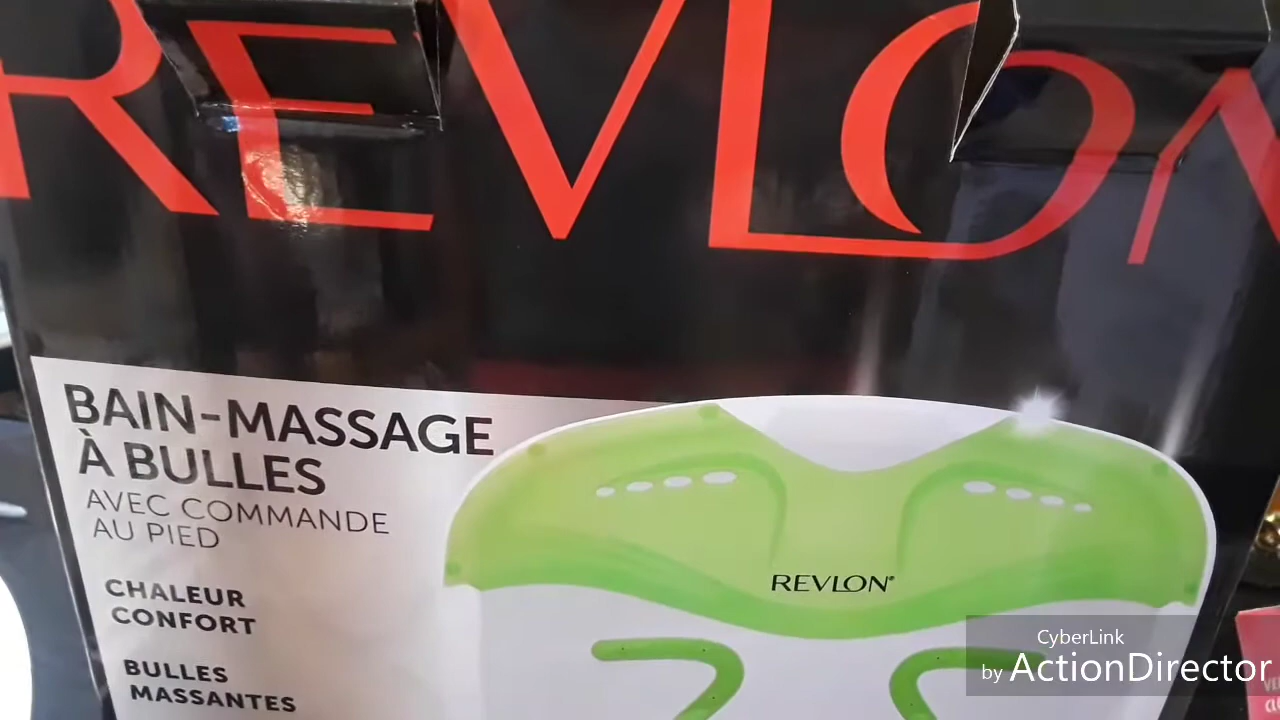 REVLON
BAIN-MASSAGE
À BULLES
AVEC COMMANDE
AU PIED
CHALEUR
CONFORT
BULLES
MASSANTES
REVLON®
CyberLink
by ActionDirector